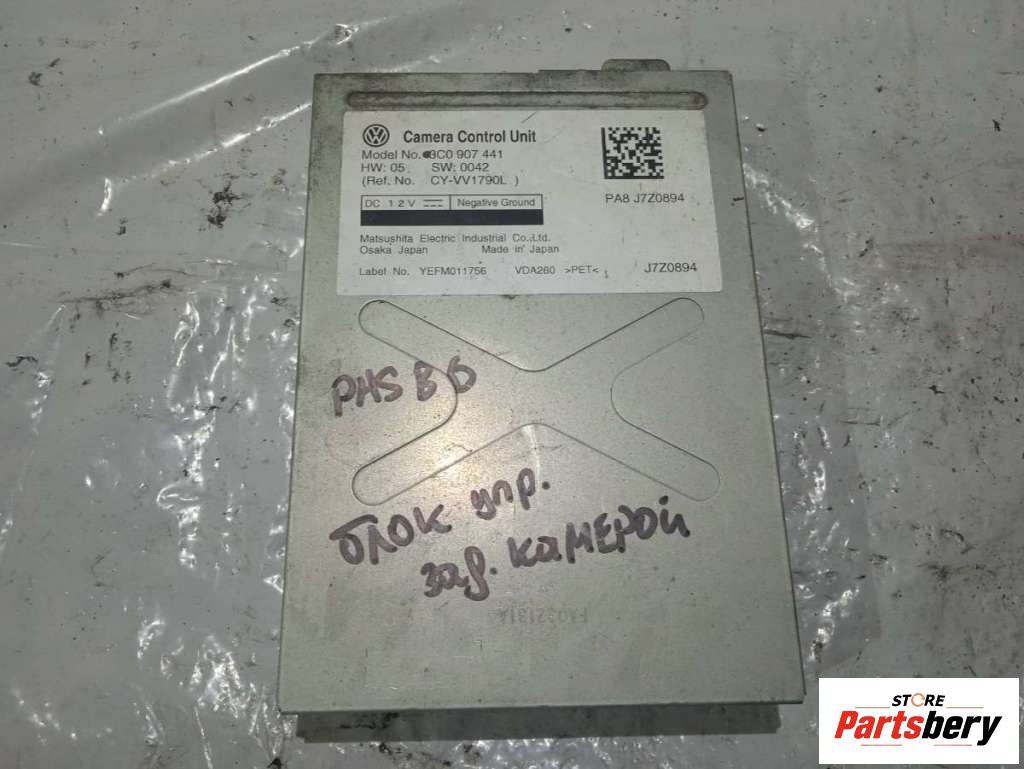 Camera Control Unit
Model No. 3C0 907 441
HW: 05 SW: 0042
(Ref. No. CY-VV1790L )
DC 12V Negative Ground
PA8 J7Z0894
Matsushita Electric Industrial Co.,Ltd.
Osaka Japan Made in Japan
Label No. YEFM011756 VDA260 >PET< J7Z0894
PHS B6
блок упр.
зад. камерой
STORE
Partsbery